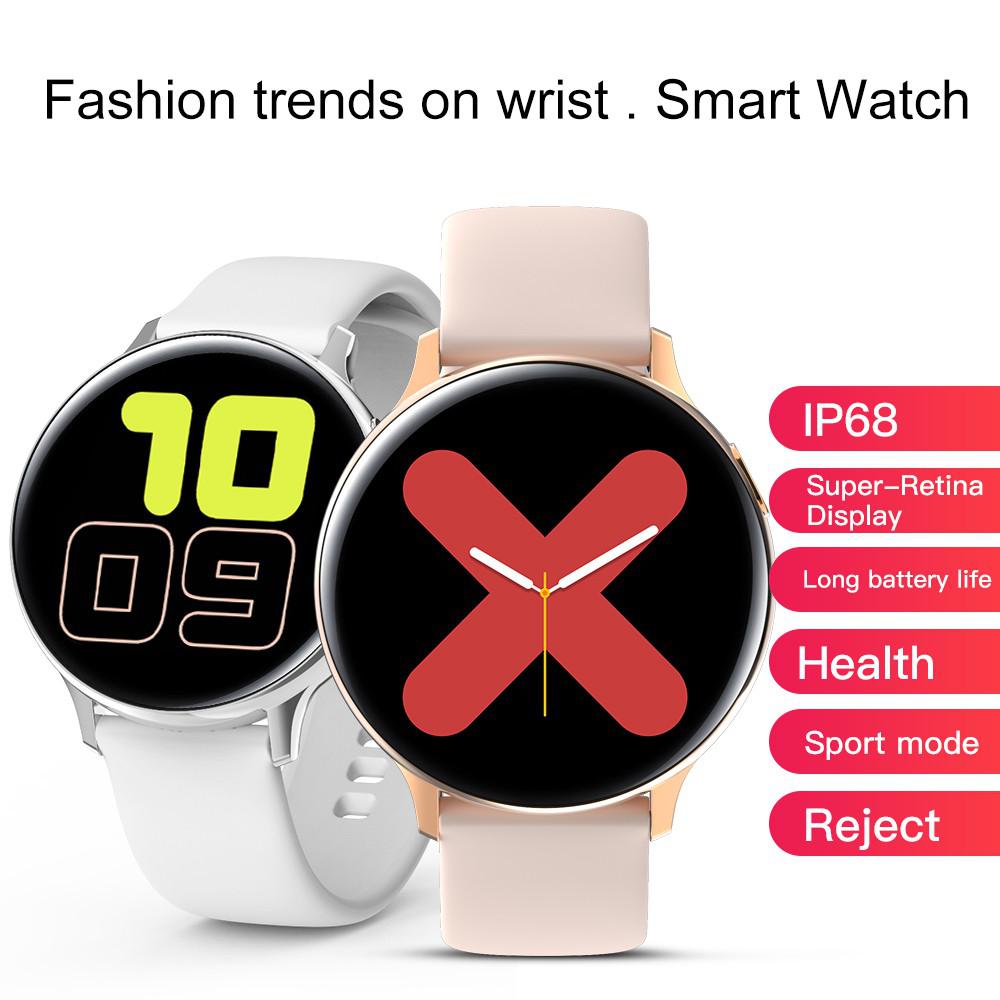 Fashion trends on wrist . Smart Watch
10
09
IP68
Super-Retina
Display
Long battery life
Health
Sport mode
Reject